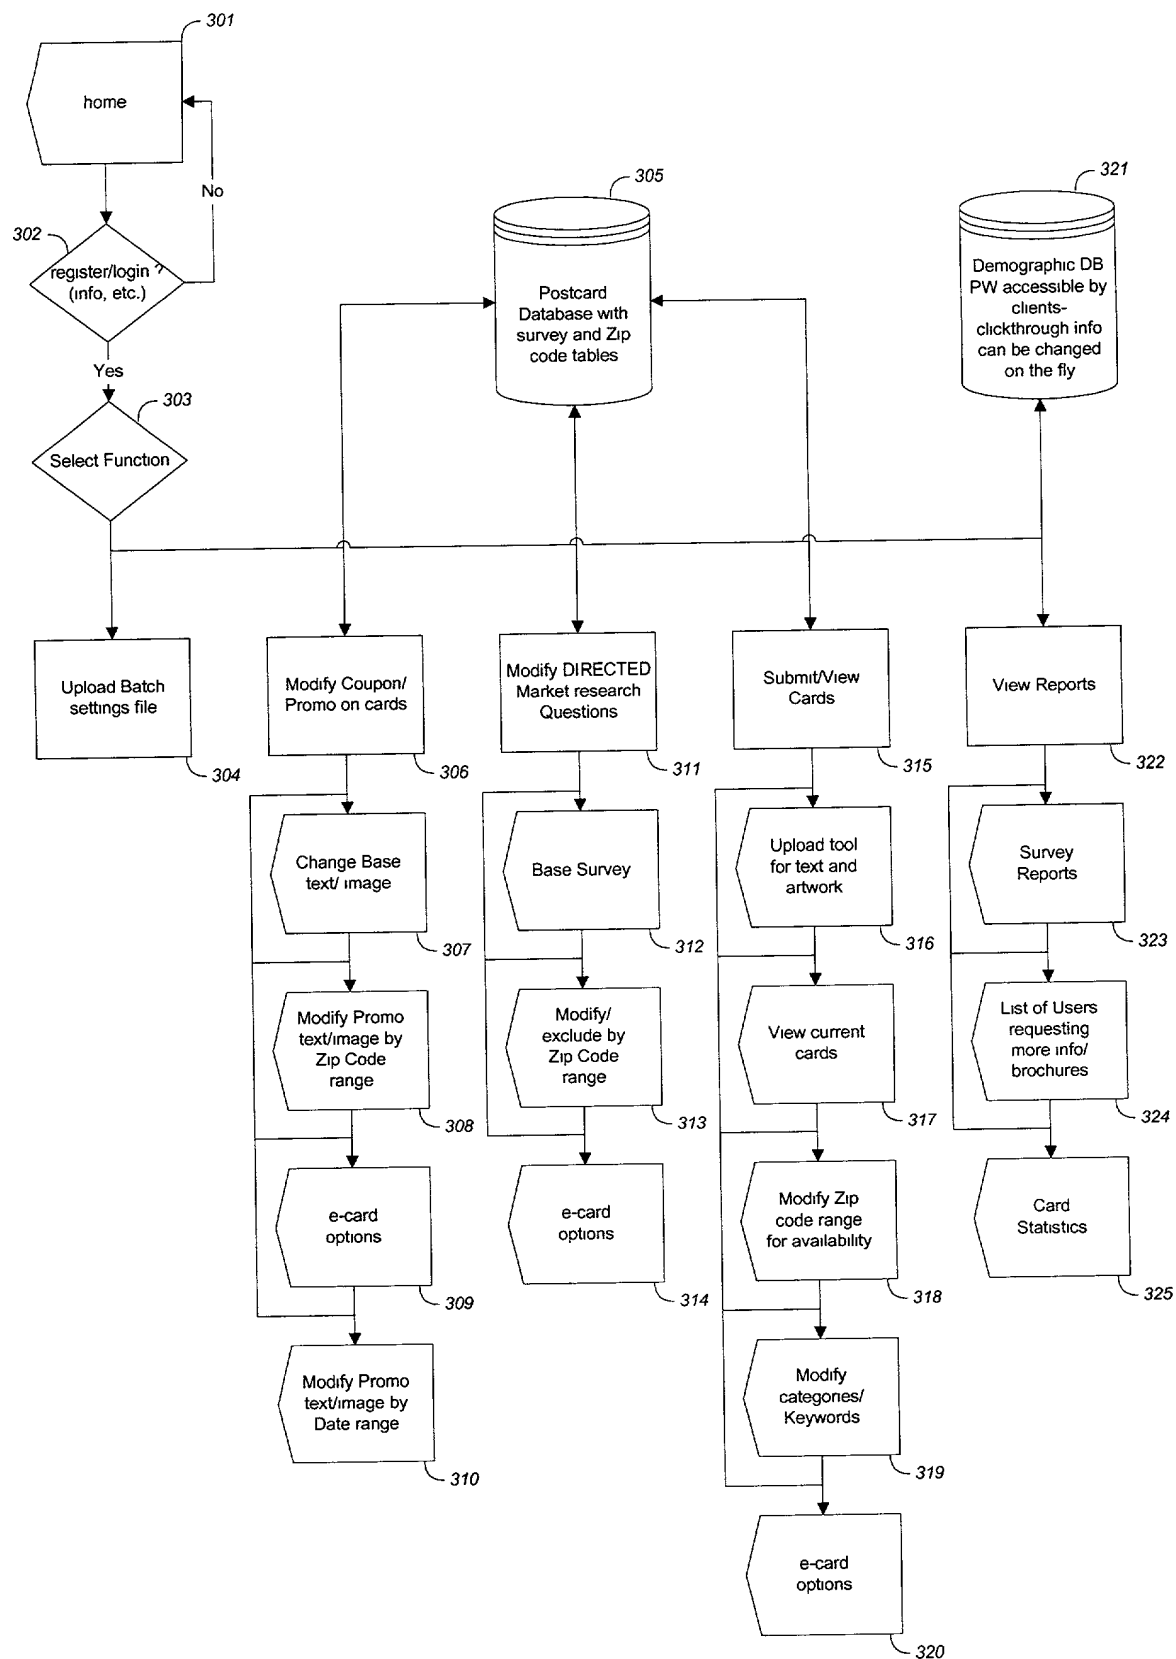 301
home
No
302
register/login ?
(info, etc.)
Yes
303
Select Function
305
Postcard
Database with
survey and Zip
code tables
321
Demographic DB
PW accessible by
clients-
clickthrough info
can be changed
on the fly
Upload Batch
settings file
304
Modify Coupon/
Promo on cards
306
Change Base
text/ image
307
Modify Promo
text/image by
Zip Code
range
308
e-card
options
309
Modify Promo
text/image by
Date range
310
Modify DIRECTED
Market research
Questions
311
Base Survey
312
Modify/
exclude by
Zip Code
range
313
e-card
options
314
Submit/View
Cards
315
Upload tool
for text and
artwork
316
View current
cards
317
Modify Zip
code range
for availability
318
Modify
categories/
Keywords
319
e-card
options
320
View Reports
322
Survey
Reports
323
List of Users
requesting
more info/
brochures
324
Card
Statistics
325